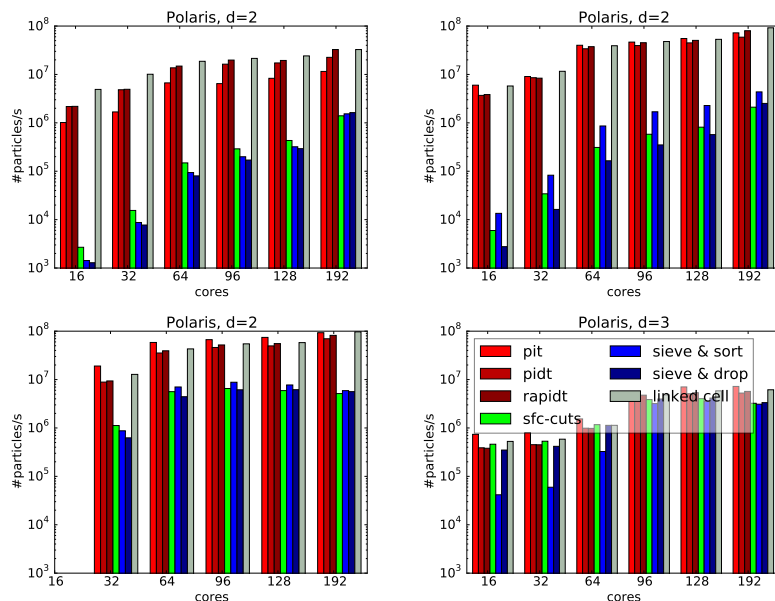 Polaris, d=2
10^8
10^7
10^6
10^5
10^4
10^3
#particles/s
16 32 64 96 128 192
cores
Polaris, d=2
10^8
10^7
10^6
10^5
10^4
10^3
#particles/s
16 32 64 96 128 192
cores
Polaris, d=2
10^8
10^7
10^6
10^5
10^4
10^3
#particles/s
16 32 64 96 128 192
cores
Polaris, d=3
10^8
10^7
10^6
10^5
10^4
10^3
#particles/s
pit
pidt
rapidt
sfc-cuts
sieve & sort
sieve & drop
linked cell
16 32 64 96 128 192
cores